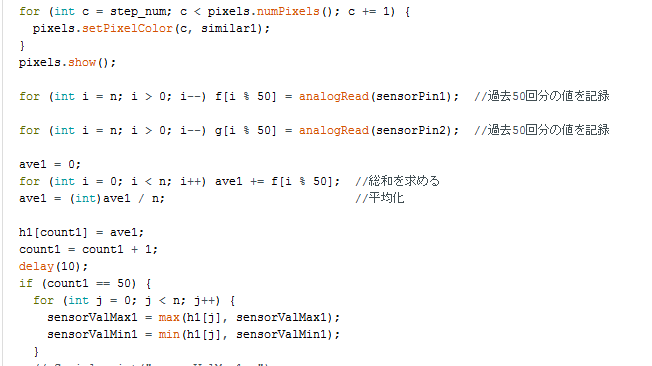 for (int c = step_num; c < pixels.numPixels(); c += 1) {
pixels.setPixelColor(c, similar1);
}
pixels.show();
for (int i = n; i > 0; i--) f[i % 50] = analogRead(sensorPin1);  //過去50回分の値を記録
for (int i = n; i > 0; i--) g[i % 50] = analogRead(sensorPin2);  //過去50回分の値を記録
ave1 = 0;
for (int i = 0; i < n; i++) ave1 += f[i % 50];  //総和を求める
ave1 = (int)ave1 / n;  //平均化
h1[count1] = ave1;
count1 = count1 + 1;
delay(10);
if (count1 == 50) {
for (int j = 0; j < n; j++) {
sensorValMax1 = max(h1[j], sensorValMax1);
sensorValMin1 = min(h1[j], sensorValMin1);
}